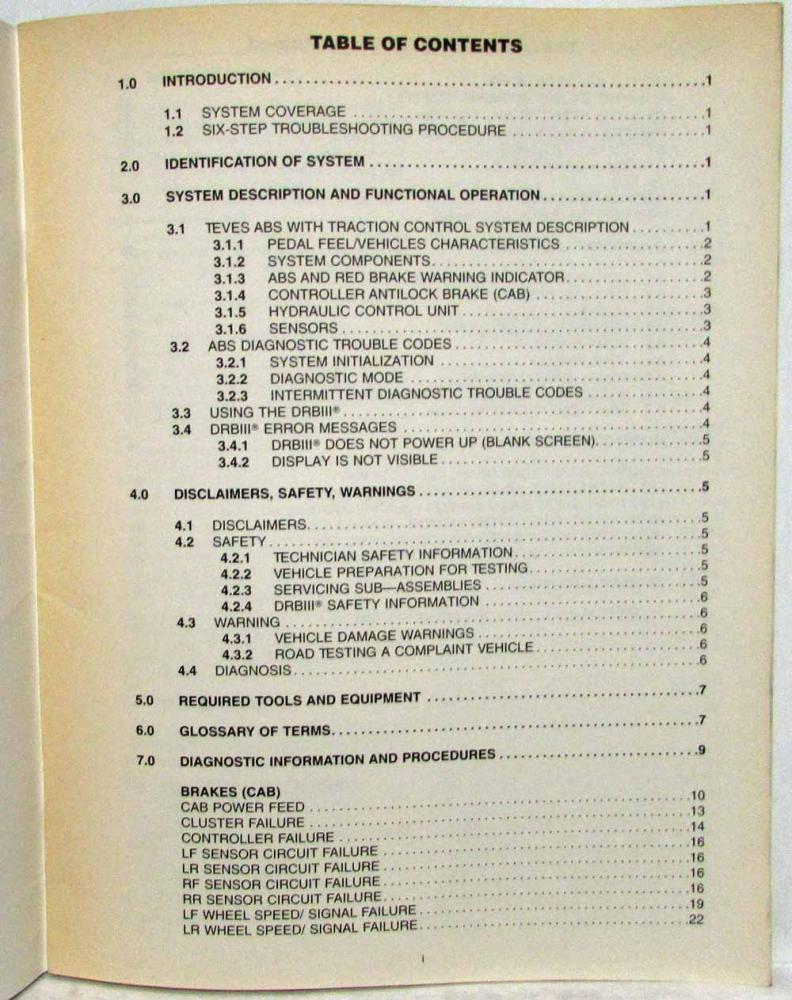 TABLE OF CONTENTS
1.0 INTRODUCTION . . . . . . . . . . 1
1.1 SYSTEM COVERAGE . . . . . . . . . . 1
1.2 SIX-STEP TROUBLESHOOTING PROCEDURE . . . . . . . . . . 1
2.0 IDENTIFICATION OF SYSTEM . . . . . . . . . . 1
3.0 SYSTEM DESCRIPTION AND FUNCTIONAL OPERATION . . . . . . . . . . 1
3.1 TEVES ABS WITH TRACTION CONTROL SYSTEM DESCRIPTION . . . . . . . . . . 1
3.1.1 PEDAL FEEL/VEHICLES CHARACTERISTICS . . . . . . . . . . 2
3.1.2 SYSTEM COMPONENTS . . . . . . . . . . 2
3.1.3 ABS AND RED BRAKE WARNING INDICATOR . . . . . . . . . . 2
3.1.4 CONTROLLER ANTILOCK BRAKE (CAB) . . . . . . . . . . 3
3.1.5 HYDRAULIC CONTROL UNIT . . . . . . . . . . 3
3.1.6 SENSORS . . . . . . . . . . 3
3.2 ABS DIAGNOSTIC TROUBLE CODES . . . . . . . . . . 4
3.2.1 SYSTEM INITIALIZATION . . . . . . . . . . 4
3.2.2 DIAGNOSTIC MODE . . . . . . . . . . 4
3.2.3 INTERMITTENT DIAGNOSTIC TROUBLE CODES . . . . . . . . . . 4
3.3 USING THE DRBIII® . . . . . . . . . . 4
3.4 DRBIII® ERROR MESSAGES . . . . . . . . . . 4
3.4.1 DRBIII® DOES NOT POWER UP (BLANK SCREEN) . . . . . . . . . . 5
3.4.2 DISPLAY IS NOT VISIBLE . . . . . . . . . . 5
4.0 DISCLAIMERS, SAFETY, WARNINGS . . . . . . . . . . 5
4.1 DISCLAIMERS . . . . . . . . . . 5
4.2 SAFETY . . . . . . . . . . 5
4.2.1 TECHNICIAN SAFETY INFORMATION . . . . . . . . . . 5
4.2.2 VEHICLE PREPARATION FOR TESTING . . . . . . . . . . 5
4.2.3 SERVICING SUB—ASSEMBLIES . . . . . . . . . . 5
4.2.4 DRBIII® SAFETY INFORMATION . . . . . . . . . . 6
4.3 WARNING . . . . . . . . . . 6
4.3.1 VEHICLE DAMAGE WARNINGS . . . . . . . . . . 6
4.3.2 ROAD TESTING A COMPLAINT VEHICLE . . . . . . . . . . 6
4.4 DIAGNOSIS . . . . . . . . . . 6
5.0 REQUIRED TOOLS AND EQUIPMENT . . . . . . . . . . 7
6.0 GLOSSARY OF TERMS . . . . . . . . . . 7
7.0 DIAGNOSTIC INFORMATION AND PROCEDURES . . . . . . . . . . 9
BRAKES (CAB)
CAB POWER FEED . . . . . . . . . . 10
CLUSTER FAILURE . . . . . . . . . . 13
CONTROLLER FAILURE . . . . . . . . . . 14
LF SENSOR CIRCUIT FAILURE . . . . . . . . . . 16
LR SENSOR CIRCUIT FAILURE . . . . . . . . . . 16
RF SENSOR CIRCUIT FAILURE . . . . . . . . . . 16
RR SENSOR CIRCUIT FAILURE . . . . . . . . . . 16
LF WHEEL SPEED/ SIGNAL FAILURE . . . . . . . . . . 19
LR WHEEL SPEED/ SIGNAL FAILURE . . . . . . . . . . 22
i